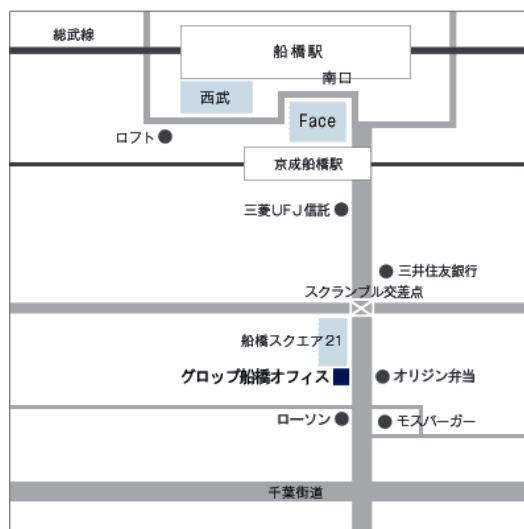 総武線
船橋駅
南口
西武
Face
ロフト
京成船橋駅
三菱UFJ信託
三井住友銀行
スクランブル交差点
船橋スクエア21
グロップ船橋オフィス
オリジン弁当
ローソン
モスバーガー
千葉街道